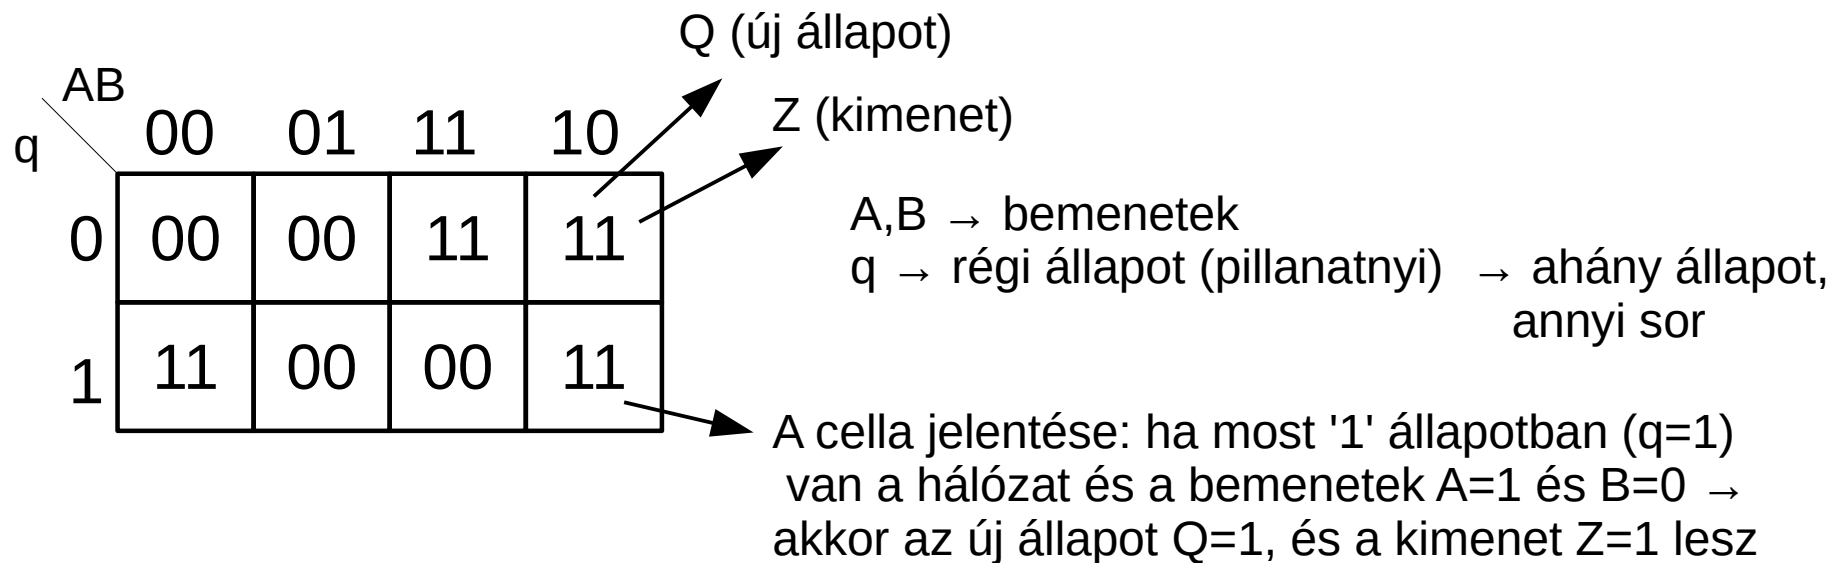 Q (új állapot)
AB
Z (kimenet)
00 01 11 10
q
A,B → bemenetek
0 00 00 11 11
q → régi állapot (pillanatnyi) → ahány állapot,
annyi sor
1 11 00 00 11
A cella jelentése: ha most '1' állapotban (q=1)
van a hálózat és a bemenetek A=1 és B=0 →
akkor az új állapot Q=1, és a kimenet Z=1 lesz